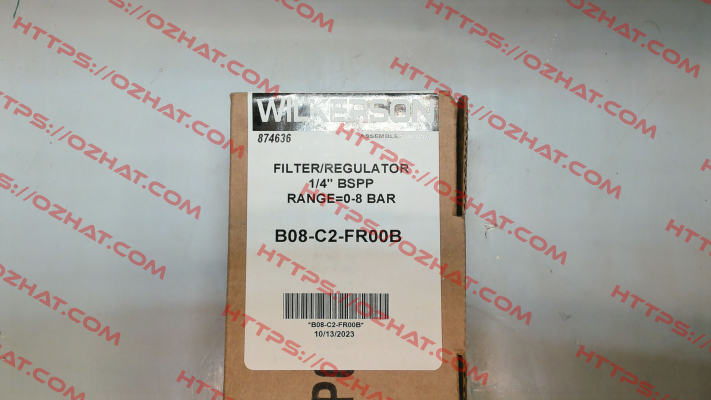 WILKERSON
874636
ASSEMBLE
FILTER/REGULATOR
1/4" BSPP
RANGE=0-8 BAR
B08-C2-FR00B
*B08-C2-FR00B*
10/13/2023
HTTPS://OZHAT.COM